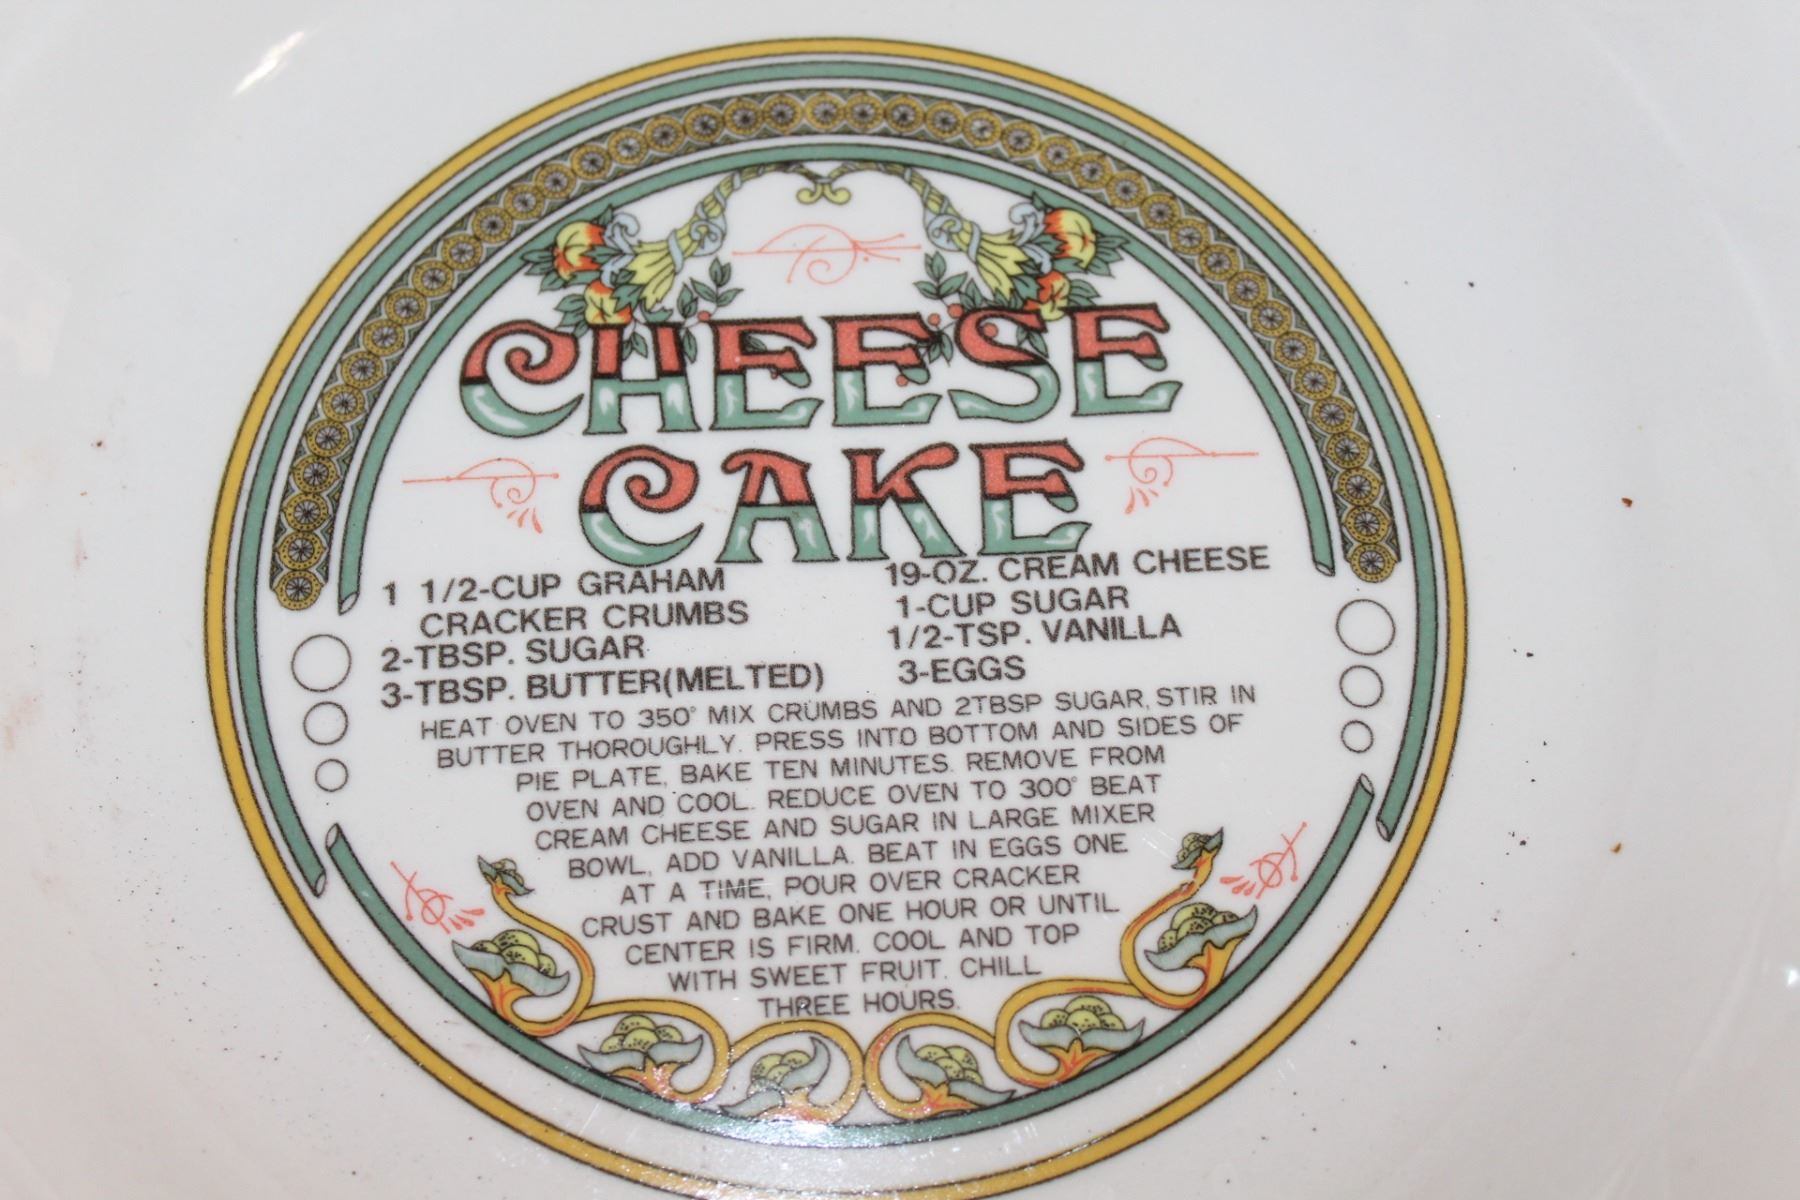 CHEESE
CAKE
1 1/2-CUP GRAHAM
CRACKER CRUMBS
2-TBSP. SUGAR
3-TBSP. BUTTER(MELTED)
19-OZ. CREAM CHEESE
1-CUP SUGAR
1/2-TSP. VANILLA
3-EGGS
HEAT OVEN TO 350° MIX CRUMBS AND 2TBSP SUGAR, STIR IN
BUTTER THOROUGHLY. PRESS INTO BOTTOM AND SIDES OF
PIE PLATE, BAKE TEN MINUTES. REMOVE FROM
OVEN AND COOL. REDUCE OVEN TO 300° BEAT
CREAM CHEESE AND SUGAR IN LARGE MIXER
BOWL, ADD VANILLA. BEAT IN EGGS ONE
AT A TIME, POUR OVER CRACKER
CRUST AND BAKE ONE HOUR OR UNTIL
CENTER IS FIRM. COOL AND TOP
WITH SWEET FRUIT. CHILL
THREE HOURS.